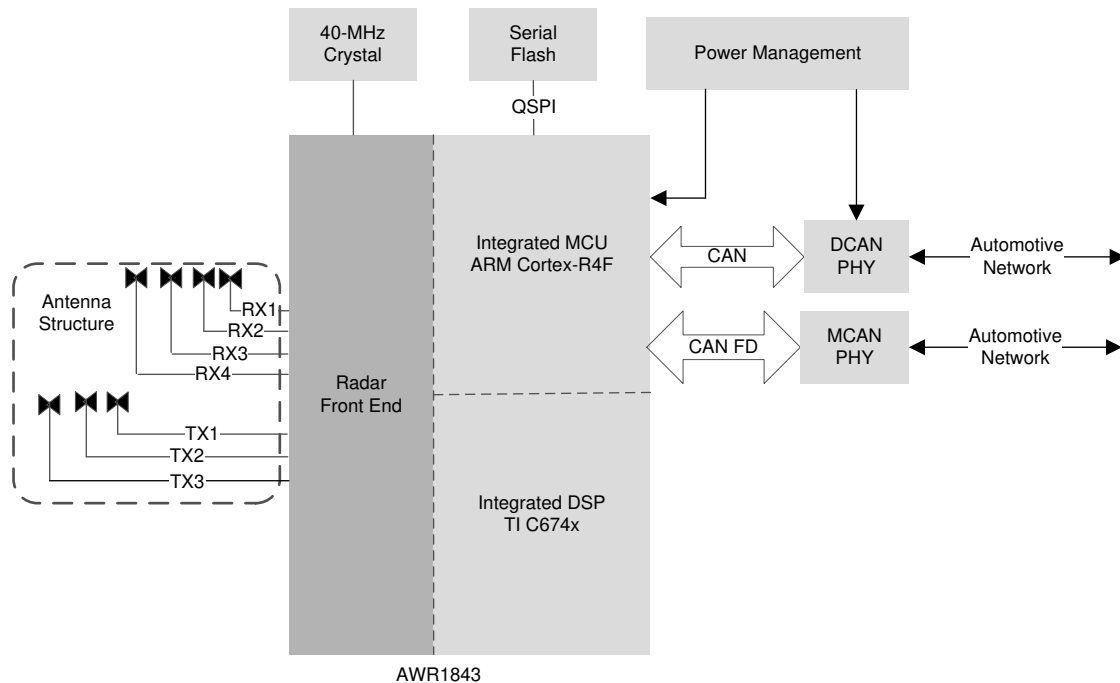 40-MHz
Crystal
Serial
Flash
Power Management
QSPI
Integrated MCU
ARM Cortex-R4F
CAN
DCAN
PHY
Automotive
Network
Antenna
Structure
RX1
RX2
RX3
RX4
CAN FD
MCAN
PHY
Automotive
Network
Radar
Front End
TX1
TX2
TX3
Integrated DSP
TI C674x
AWR1843